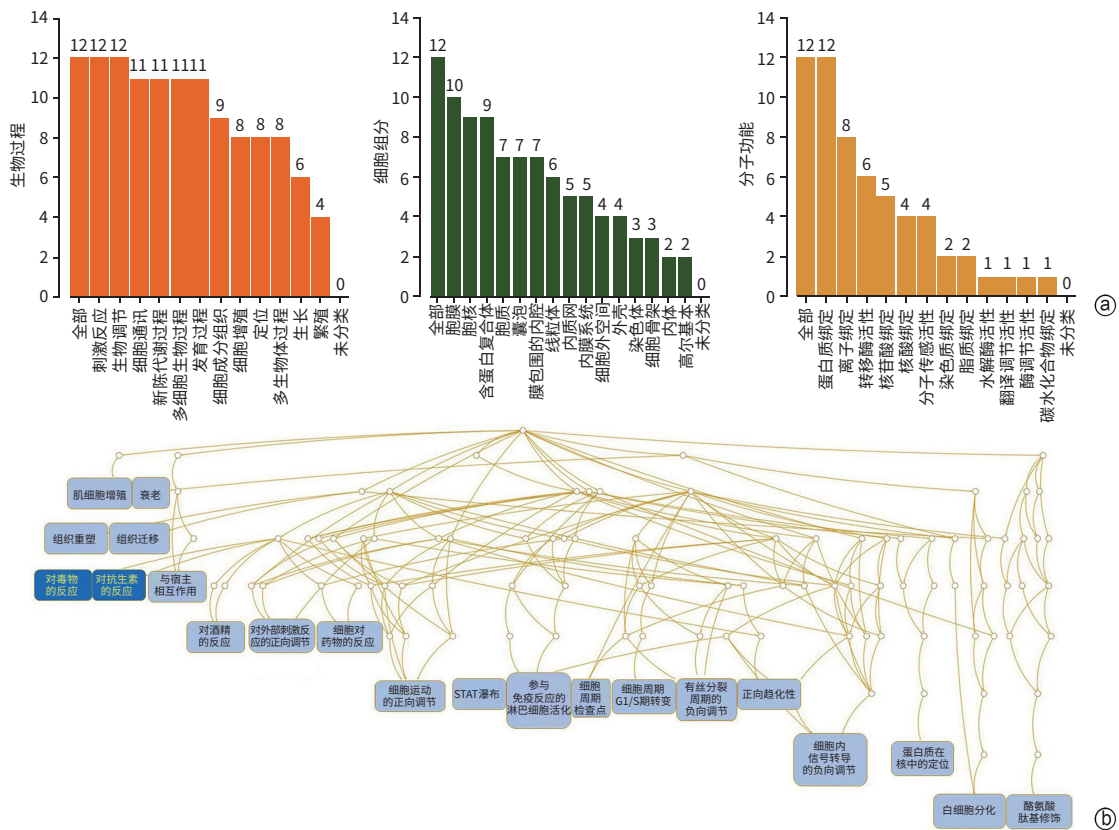 14
12
10
8
6
4
2
0
生物过程
12
12
12
11
11
11
11
9
8
8
8
6
4
0
全部
刺激反应
生物调节
细胞通讯
新陈代谢过程
多细胞生物过程
发育过程
细胞成分组织
细胞增殖
定位
多生物体过程
生长
繁殖
未分类
14
12
10
8
6
4
2
0
细胞组分
12
10
9
7
7
7
6
5
5
4
4
3
3
2
2
0
全部
胞膜
胞核
含蛋白复合体
胞质
囊泡
膜包围的内腔
线粒体
内质网
内膜系统
细胞外空间
外壳
染色体
细胞骨架
内体
高尔基本
未分类
14
12
10
8
6
4
2
0
分子功能
12
12
8
6
5
4
4
2
2
1
1
1
1
0
全部
蛋白质绑定
离子绑定
转移酶活性
核苷酸绑定
核酸绑定
分子传感活性
染色质绑定
脂质绑定
水解酶活性
翻译调节活性
酶调节活性
碳水化合物绑定
未分类
ⓐ
肌细胞增殖
衰老
组织重塑
组织迁移
对毒物
的反应
对抗生素
的反应
与宿主
相互作用
对酒精
的反应
对外部刺激反
应的正向调节
细胞对
药物的反应
细胞运动
的正向调节
STAT瀑布
参与
免疫反应的
淋巴细胞活化
细胞
周期
检查点
细胞周期
G1/S期转变
有丝分裂
周期的
负向调节
正向趋化性
细胞内
信号转导
的负向调节
蛋白质在
核中的定位
白细胞分化
酪氨酸
肽基修饰
ⓑ